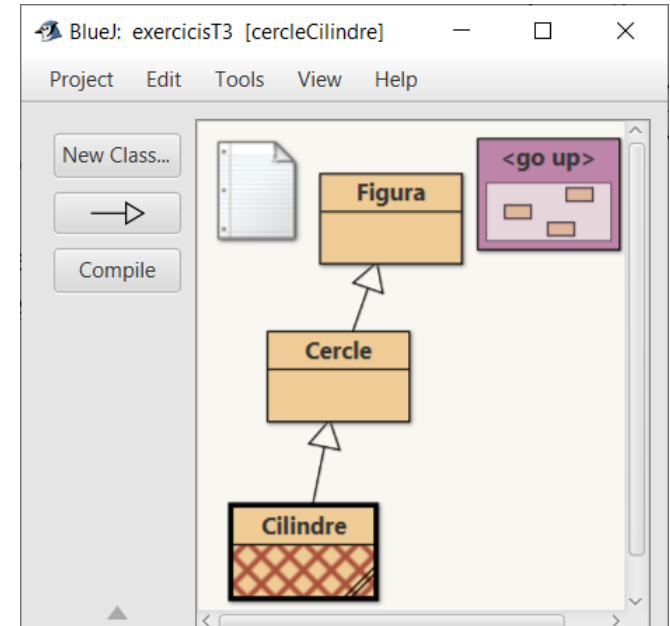 BlueJ: exercicisT3 [cercleCilindre]
Project Edit Tools View Help
New Class...
Compile
<go up>
Figura
Cercle
Cilindre